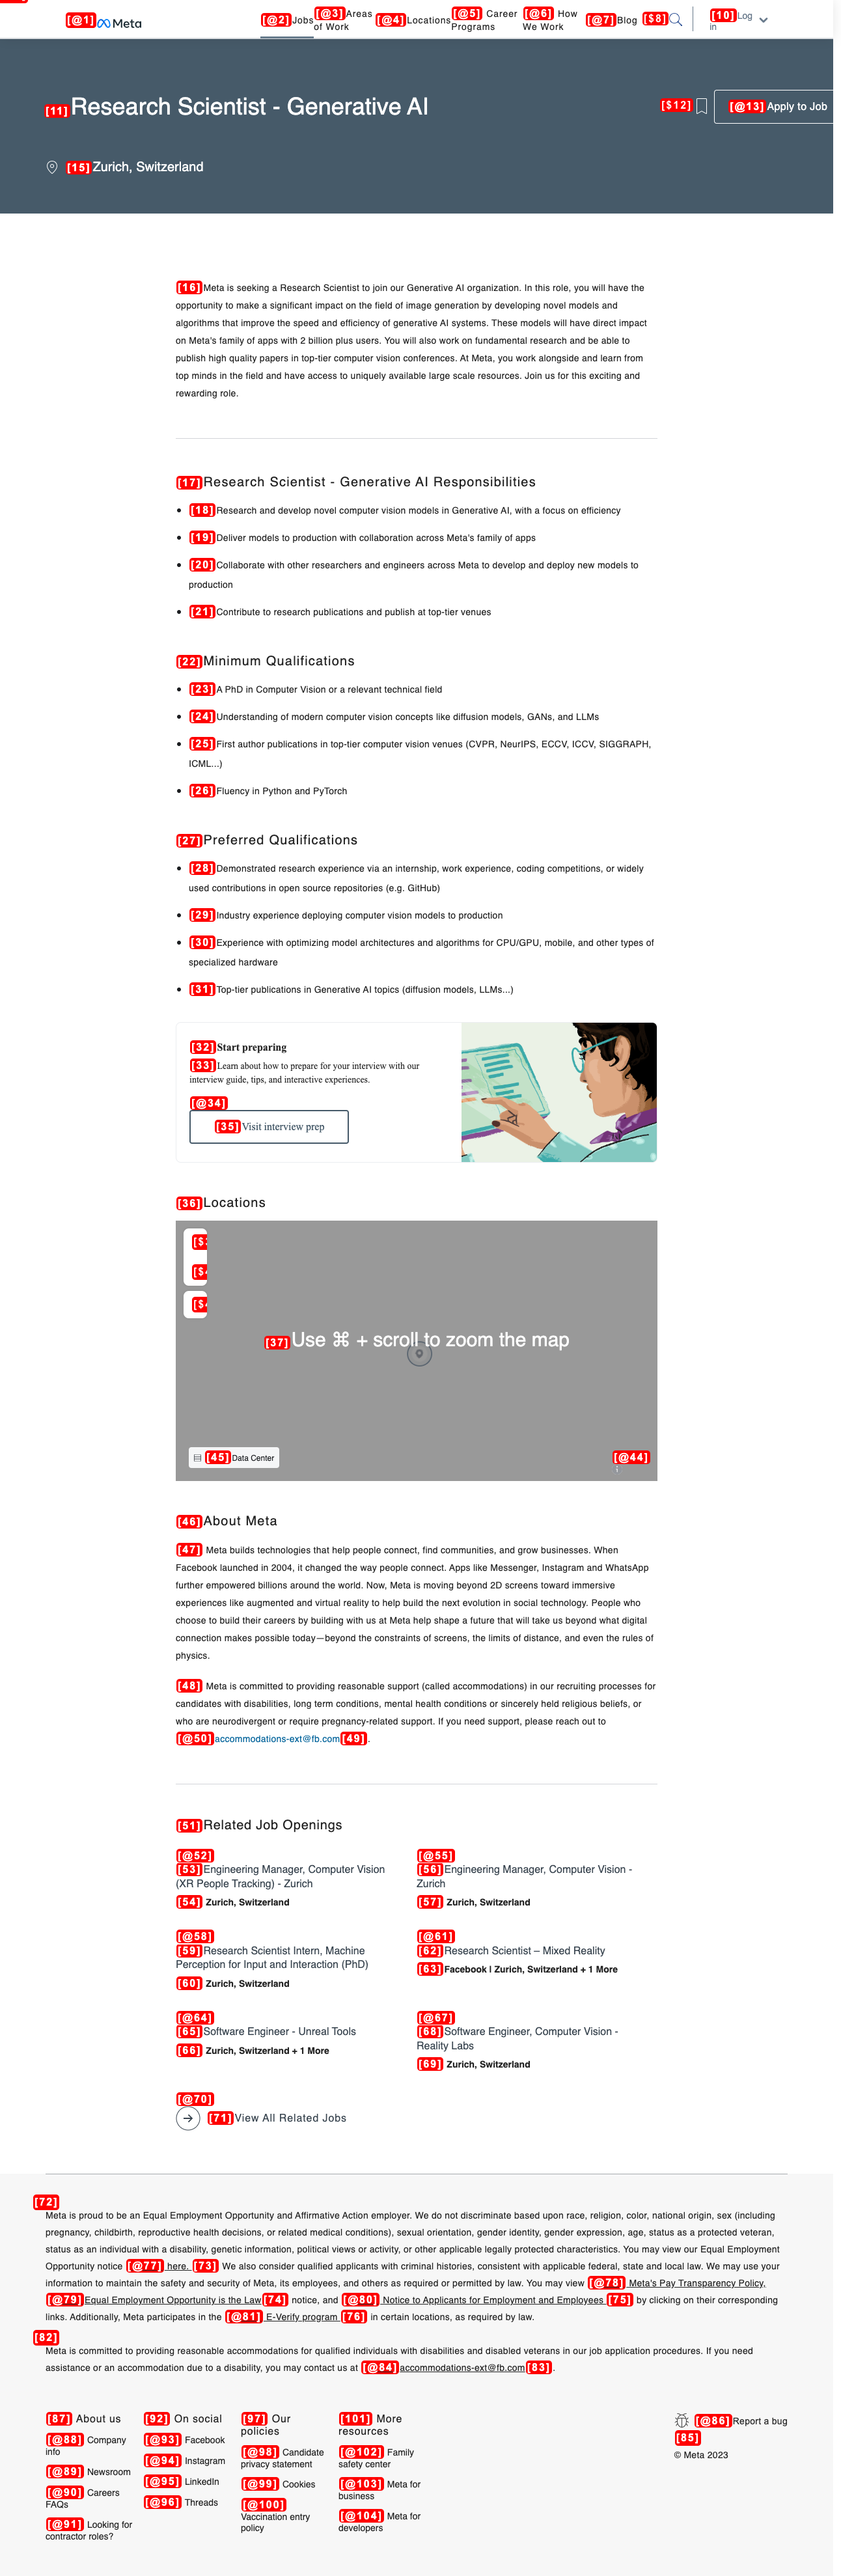 [@1] Meta [@2] Jobs [@3] Areas of Work [@4] Locations [@5] Career Programs [@6] How We Work [@7] Blog [$8] [10] Log in
[11] Research Scientist - Generative AI [$12] [@13] Apply to Job
[15] Zurich, Switzerland
[16] Meta is seeking a Research Scientist to join our Generative AI organization. In this role, you will have the
opportunity to make a significant impact on the field of image generation by developing novel models and
algorithms that improve the speed and efficiency of generative AI systems. These models will have direct impact
on Meta's family of apps with 2 billion plus users. You will also work on fundamental research and be able to
publish high quality papers in top-tier computer vision conferences. At Meta, you work alongside and learn from
top minds in the field and have access to uniquely available large scale resources. Join us for this exciting and
rewarding role.
[17] Research Scientist - Generative AI Responsibilities
[18] Research and develop novel computer vision models in Generative AI, with a focus on efficiency
[19] Deliver models to production with collaboration across Meta's family of apps
[20] Collaborate with other researchers and engineers across Meta to develop and deploy new models to
production
[21] Contribute to research publications and publish at top-tier venues
[22] Minimum Qualifications
[23] A PhD in Computer Vision or a relevant technical field
[24] Understanding of modern computer vision concepts like diffusion models, GANs, and LLMs
[25] First author publications in top-tier computer vision venues (CVPR, NeurIPS, ECCV, ICCV, SIGGRAPH,
ICML...)
[26] Fluency in Python and PyTorch
[27] Preferred Qualifications
[28] Demonstrated research experience via an internship, work experience, coding competitions, or widely
used contributions in open source repositories (e.g. GitHub)
[29] Industry experience deploying computer vision models to production
[30] Experience with optimizing model architectures and algorithms for CPU/GPU, mobile, and other types of
specialized hardware
[31] Top-tier publications in Generative AI topics (diffusion models, LLMs...)
[32] Start preparing
[33] Learn about how to prepare for your interview with our
interview guide, tips, and interactive experiences.
[@34]
[35] Visit interview prep
[36] Locations
[37] Use ⌘ + scroll to zoom the map
[45] Data Center [@44]
[46] About Meta
[47] Meta builds technologies that help people connect, find communities, and grow businesses. When
Facebook launched in 2004, it changed the way people connect. Apps like Messenger, Instagram and WhatsApp
further empowered billions around the world. Now, Meta is moving beyond 2D screens toward immersive
experiences like augmented and virtual reality to help build the next evolution in social technology. People who
choose to build their careers by building with us at Meta help shape a future that will take us beyond what digital
connection makes possible today—beyond the constraints of screens, the limits of distance, and even the rules of
physics.
[48] Meta is committed to providing reasonable support (called accommodations) in our recruiting processes for
candidates with disabilities, long term conditions, mental health conditions or sincerely held religious beliefs, or
who are neurodivergent or require pregnancy-related support. If you need support, please reach out to
[@50] accommodations-ext@fb.com [49].
[51] Related Job Openings
[@52]
[53] Engineering Manager, Computer Vision
(XR People Tracking) - Zurich
[54] Zurich, Switzerland
[@55]
[56] Engineering Manager, Computer Vision -
Zurich
[57] Zurich, Switzerland
[@58]
[59] Research Scientist Intern, Machine
Perception for Input and Interaction (PhD)
[60] Zurich, Switzerland
[@61]
[62] Research Scientist – Mixed Reality
[63] Facebook | Zurich, Switzerland + 1 More
[@64]
[65] Software Engineer - Unreal Tools
[66] Zurich, Switzerland + 1 More
[@67]
[68] Software Engineer, Computer Vision -
Reality Labs
[69] Zurich, Switzerland
[@70]
[71] View All Related Jobs
[72]
Meta is proud to be an Equal Employment Opportunity and Affirmative Action employer. We do not discriminate based upon race, religion, color, national origin, sex (including
pregnancy, childbirth, reproductive health decisions, or related medical conditions), sexual orientation, gender identity, gender expression, age, status as a protected veteran,
status as an individual with a disability, genetic information, political views or activity, or other applicable legally protected characteristics. You may view our Equal Employment
Opportunity notice [@77] here. [73] We also consider qualified applicants with criminal histories, consistent with applicable federal, state and local law. We may use your
information to maintain the safety and security of Meta, its employees, and others as required or permitted by law. You may view [@78] Meta's Pay Transparency Policy,
[@79] Equal Employment Opportunity is the Law [74] notice, and [@80] Notice to Applicants for Employment and Employees [75] by clicking on their corresponding
links. Additionally, Meta participates in the [@81] E-Verify program [76] in certain locations, as required by law.
[82]
Meta is committed to providing reasonable accommodations for qualified individuals with disabilities and disabled veterans in our job application procedures. If you need
assistance or an accommodation due to a disability, you may contact us at [@84] accommodations-ext@fb.com [83].
[87] About us
[@88] Company
info
[@89] Newsroom
[@90] Careers
FAQs
[@91] Looking for
contractor roles?
[92] On social
[@93] Facebook
[@94] Instagram
[@95] LinkedIn
[@96] Threads
[97] Our
policies
[@98] Candidate
privacy statement
[@99] Cookies
[@100]
Vaccination entry
policy
[101] More
resources
[@102] Family
safety center
[@103] Meta for
business
[@104] Meta for
developers
[@86] Report a bug
[85]
© Meta 2023